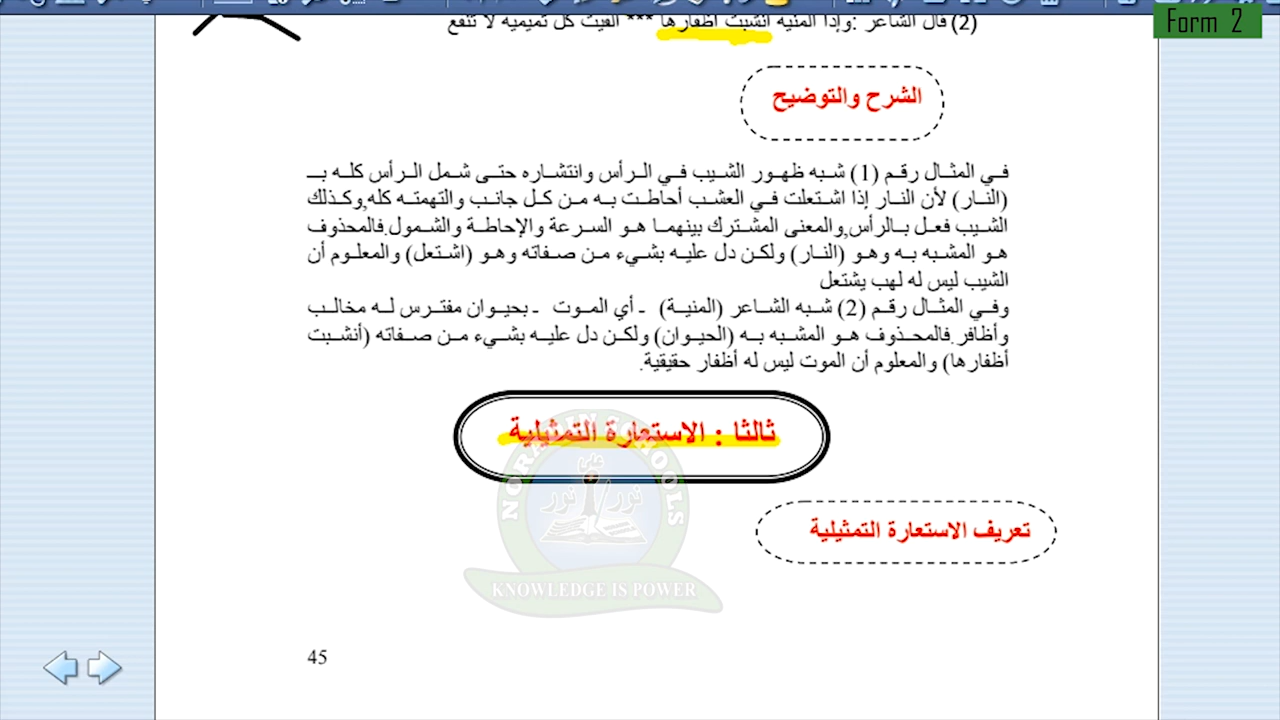 Form 2
(2) قال الشاعر :وإذا المنية أنشبت أظفارها *** ألفيت كل تميمية لا تنفع
الشرح والتوضيح
في المثال رقم (1) شبه ظهور الشيب في الرأس وانتشاره حتى شمل الرأس كله بـ
(النار) لأن النار إذا اشتعلت في العشب أحاطت به من كل جانب والتهمته كله,وكذلك
الشيب فعل بالرأس,والمعنى المشترك بينهما هو السرعة والإحاطة والشمول.فالمحذوف
هو المشبه به وهو (النار) ولكن دل عليه بشيء من صفاته وهو (اشتعل) والمعلوم أن
الشيب ليس له لهب يشتعل
وفي المثال رقم (2) شبه الشاعر (المنية) ـ أي الموت ـ بحيوان مفترس له مخالب
وأظافر.فالمحذوف هو المشبه به (الحيوان) ولكن دل عليه بشيء من صفاته (أنشبت
أظفارها) والمعلوم أن الموت ليس له أظفار حقيقية.
ثالثا : الاستعارة التمثيلية
NORADIN SCHOOLS
على
نور نور
KNOWLEDGE IS POWER
تعريف الاستعارة التمثيلية
45